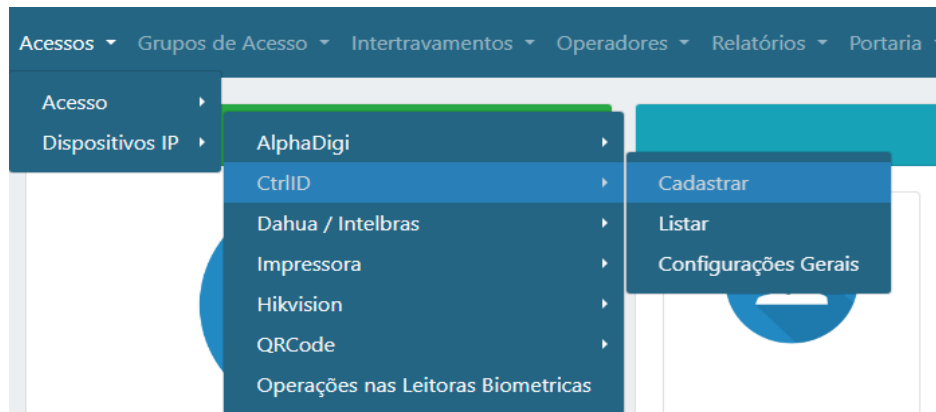 Acessos Grupos de Acesso Intertravamentos Operadores Relatórios Portaria
Acesso
Dispositivos IP
AlphaDigi
CtrlID
Dahua / Intelbras
Impressora
Hikvision
QRCode
Operações nas Leitoras Biometricas
Cadastrar
Listar
Configurações Gerais